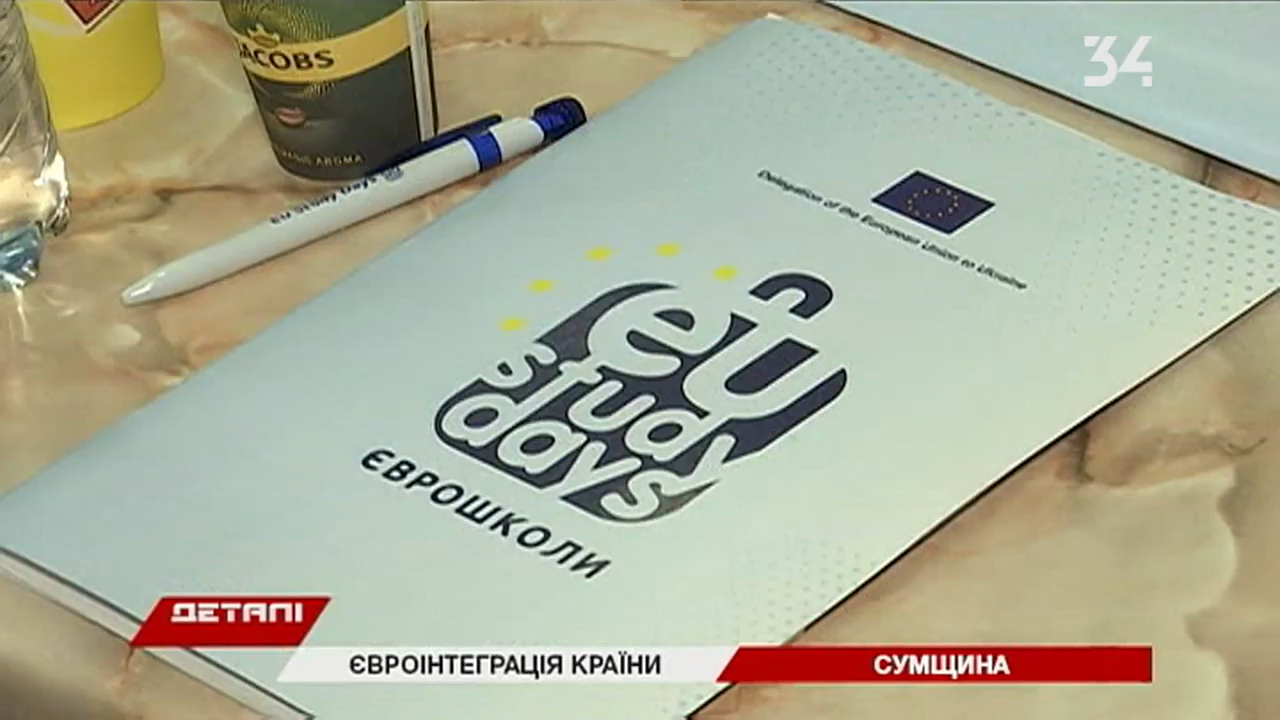 34
JACOBS
AROMA
EU Study Days
Delegation of the European Union to Ukraine
eu
study
days
ЄВРОШКОЛИ
ДЕТАЛІ
ЄВРОІНТЕГРАЦІЯ КРАЇНИ
СУМЩИНА